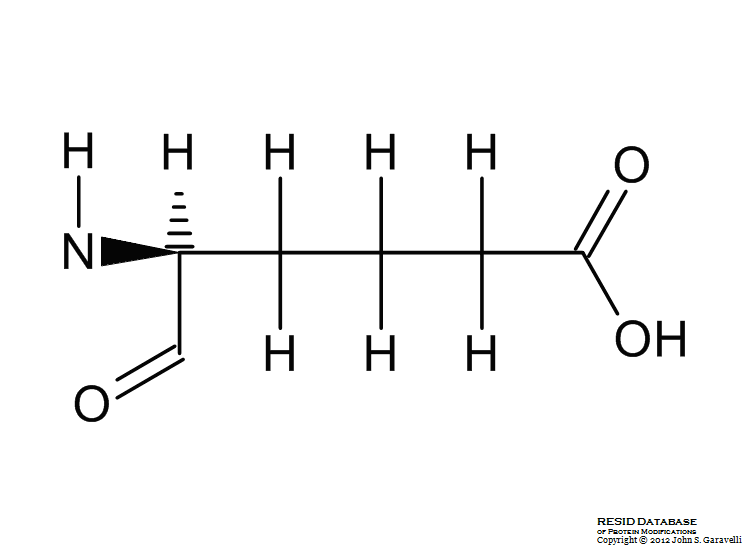 H H H H H O
N
H H H OH
O
RESID DATABASE
OF PROTEIN MODIFICATIONS
Copyright © 2012 John S. Garavelli